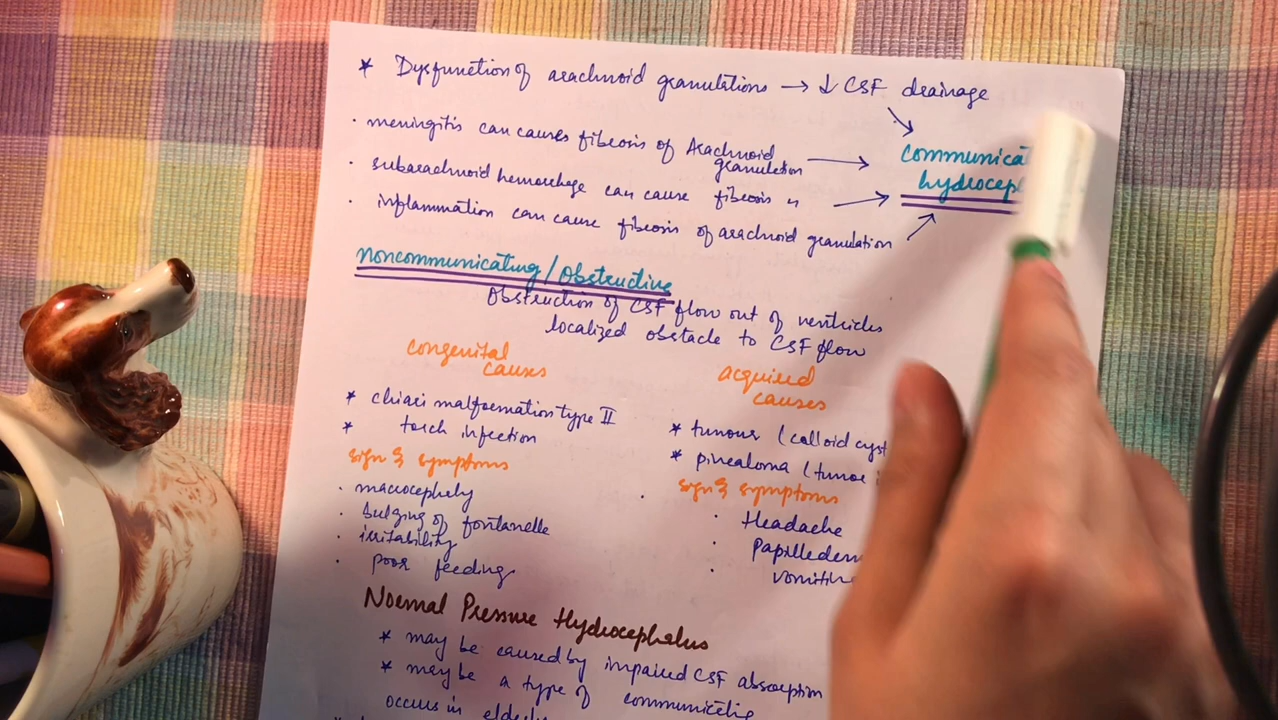 * Dysfunction of arachnoid granulations → ↓ CSF drainage
· meningitis can causes fibrosis of Arachnoid granulation →
communicat
hydrocep
· subarachnoid hemorrhage can cause fibrosis " →
· inflammation can cause fibrosis of arachnoid granulation
Noncommunicating / Obstructive
Obstruction of CSF flow out of ventricles
localized obstacle to CSF flow
congenital causes
* chiari malformation type II
* torch infection
sign & symptoms
· macrocephely
· bulging of fontanelle
· irritability
· poor feeding
acquired causes
* tumour (colloid cyst
* pinealoma (tumor
sign & symptoms
· Headache
· Papilledem
· vomitin
Normal Pressure Hydrocephalus
* may be caused by impaired CSF absorption
* may be a type of communicatin
occurs in elderl